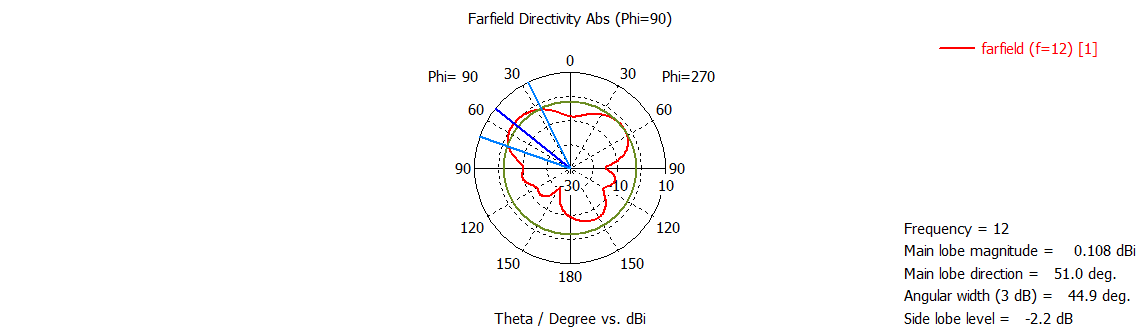 Farfield Directivity Abs (Phi=90)
farfield (f=12) [1]
0
Phi= 90
30
30
Phi=270
60
60
90
-30
-10
10
90
120
120
150
150
180
Frequency = 12
Main lobe magnitude = 0.108 dBi
Main lobe direction = 51.0 deg.
Angular width (3 dB) = 44.9 deg.
Side lobe level = -2.2 dB
Theta / Degree vs. dBi